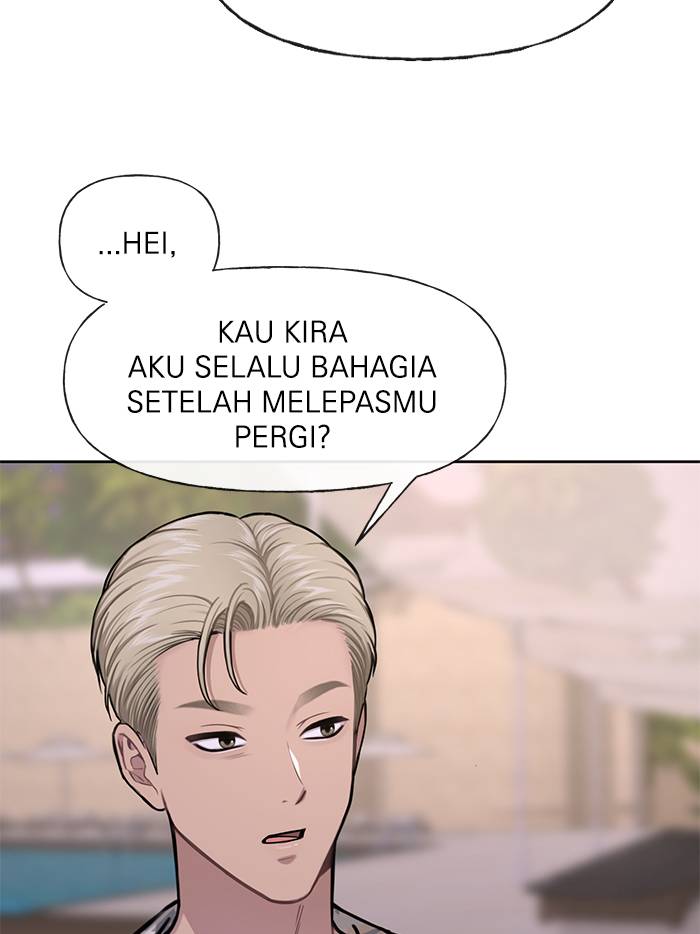 ...HEI,
KAU KIRA
AKU SELALU BAHAGIA
SETELAH MELEPASMU
PERGI?